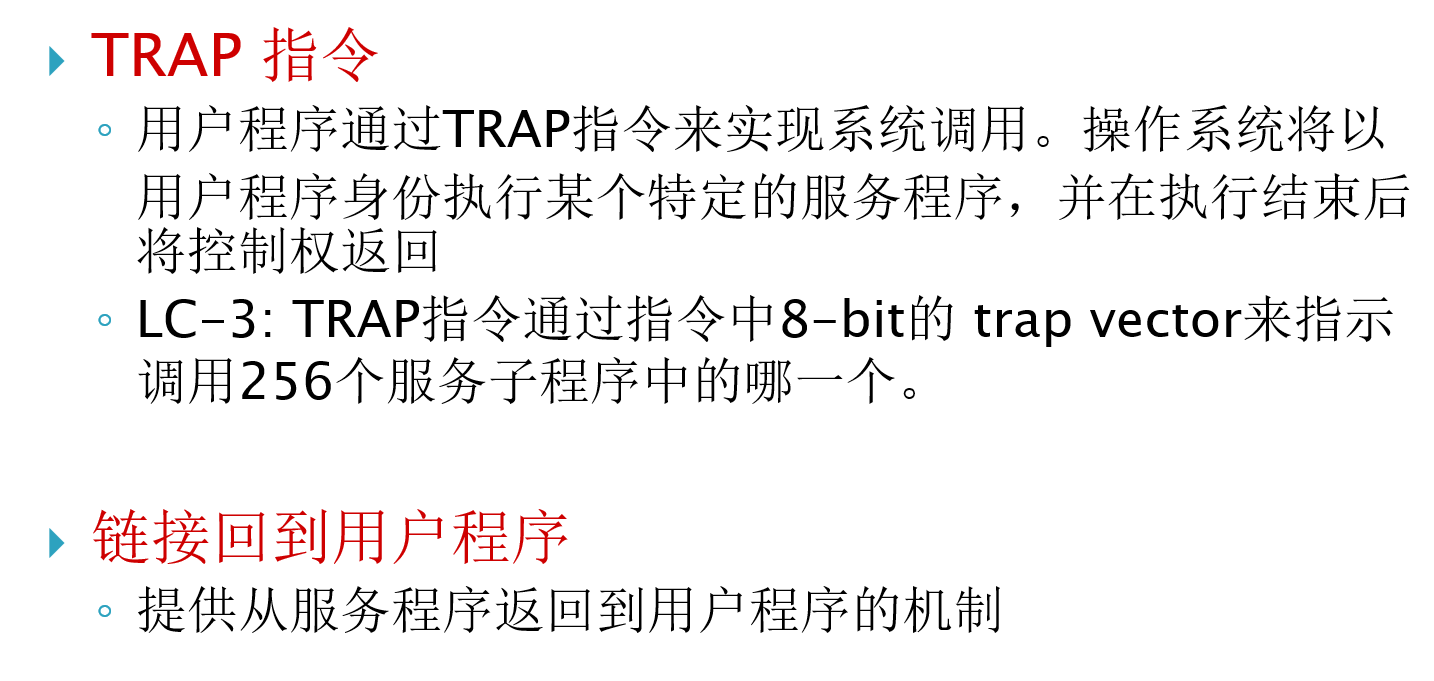 TRAP 指令
用户程序通过TRAP指令来实现系统调用。操作系统将以
用户程序身份执行某个特定的服务程序，并在执行结束后
将控制权返回
LC-3: TRAP指令通过指令中8-bit的 trap vector来指示
调用256个服务子程序中的哪一个。
链接回到用户程序
提供从服务程序返回到用户程序的机制